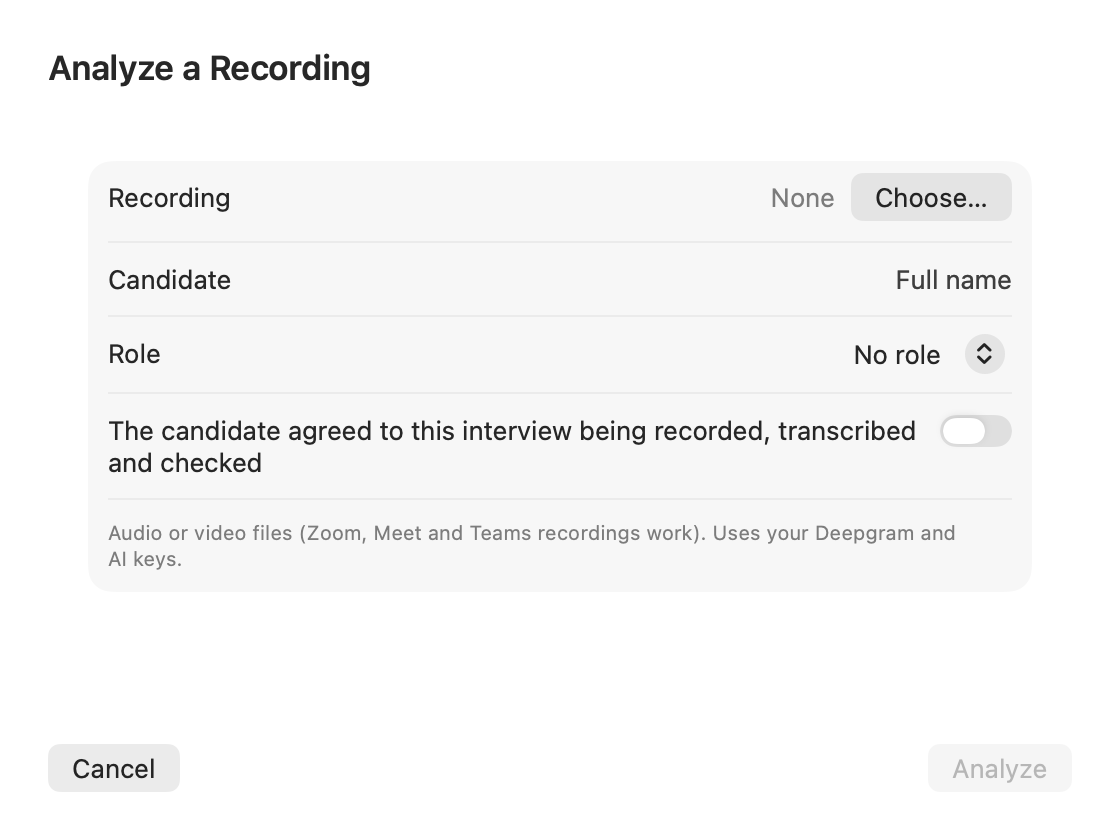 Analyze a Recording
Recording
None
Choose...
Candidate
Full name
Role
No role
The candidate agreed to this interview being recorded, transcribed
and checked
Audio or video files (Zoom, Meet and Teams recordings work). Uses your Deepgram and
AI keys.
Cancel
Analyze